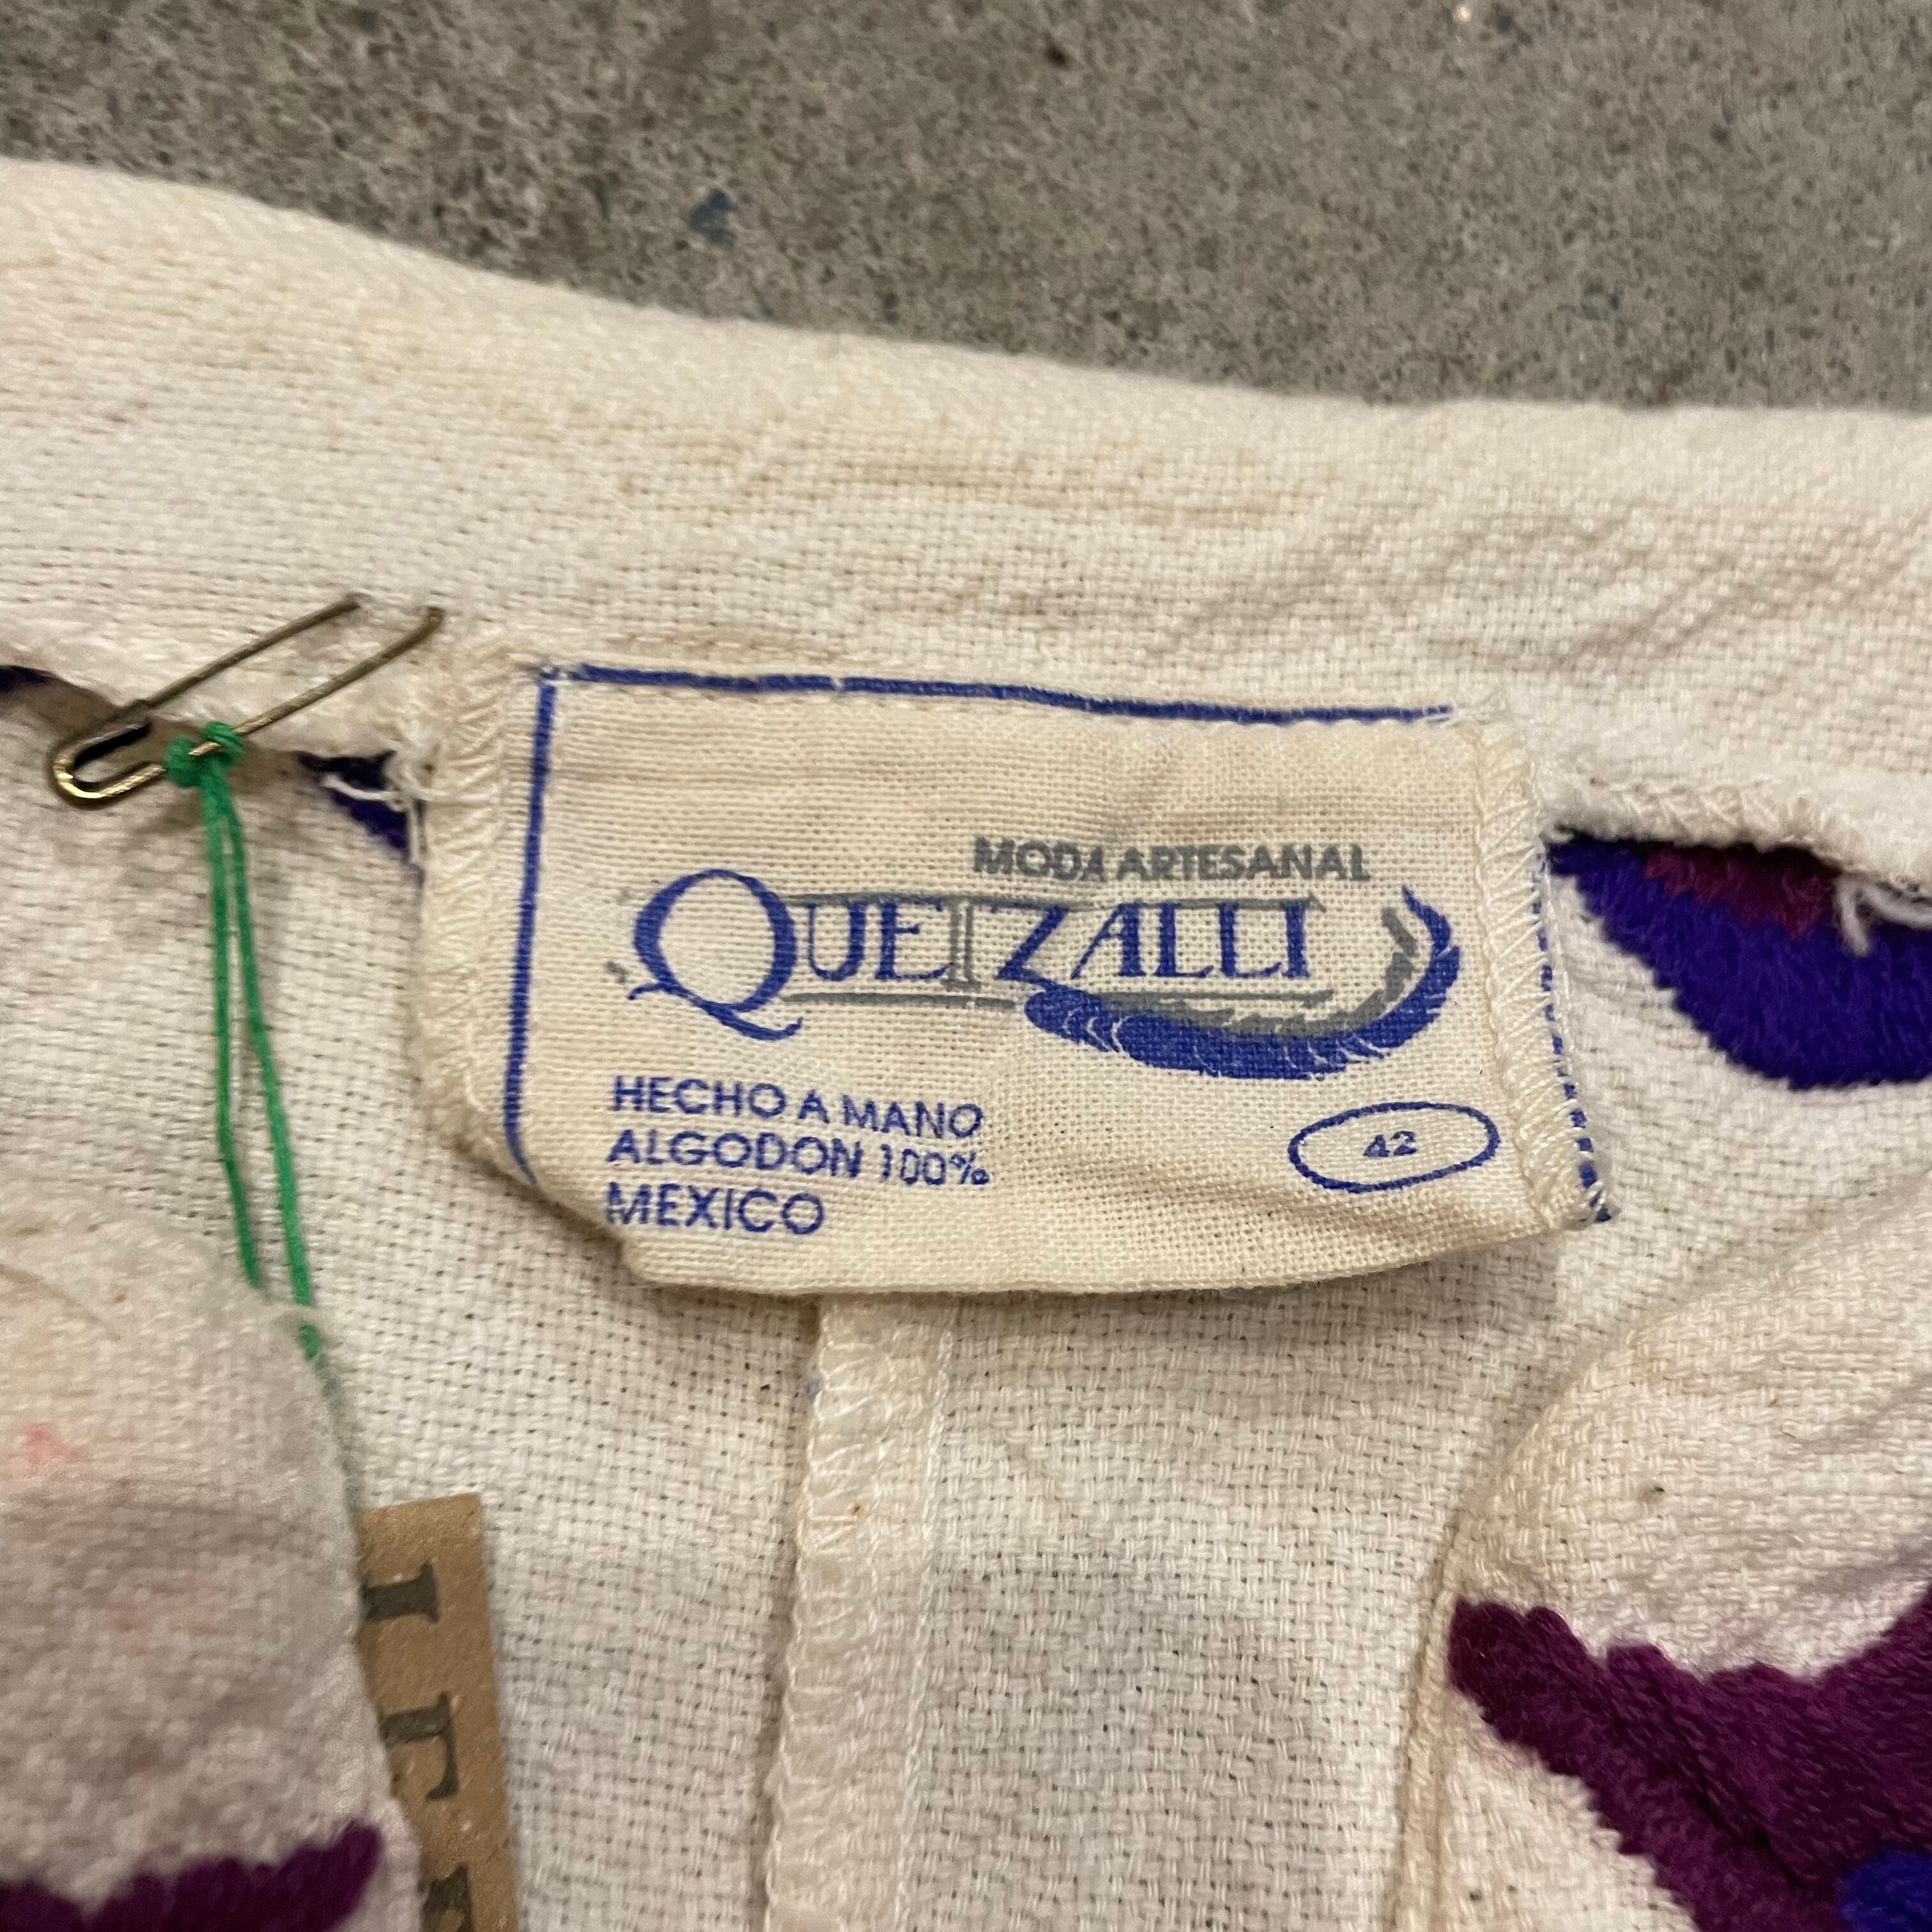 MODA ARTESANAL
QUETZALLI
HECHO A MANO
ALGODON 100%
MEXICO
42